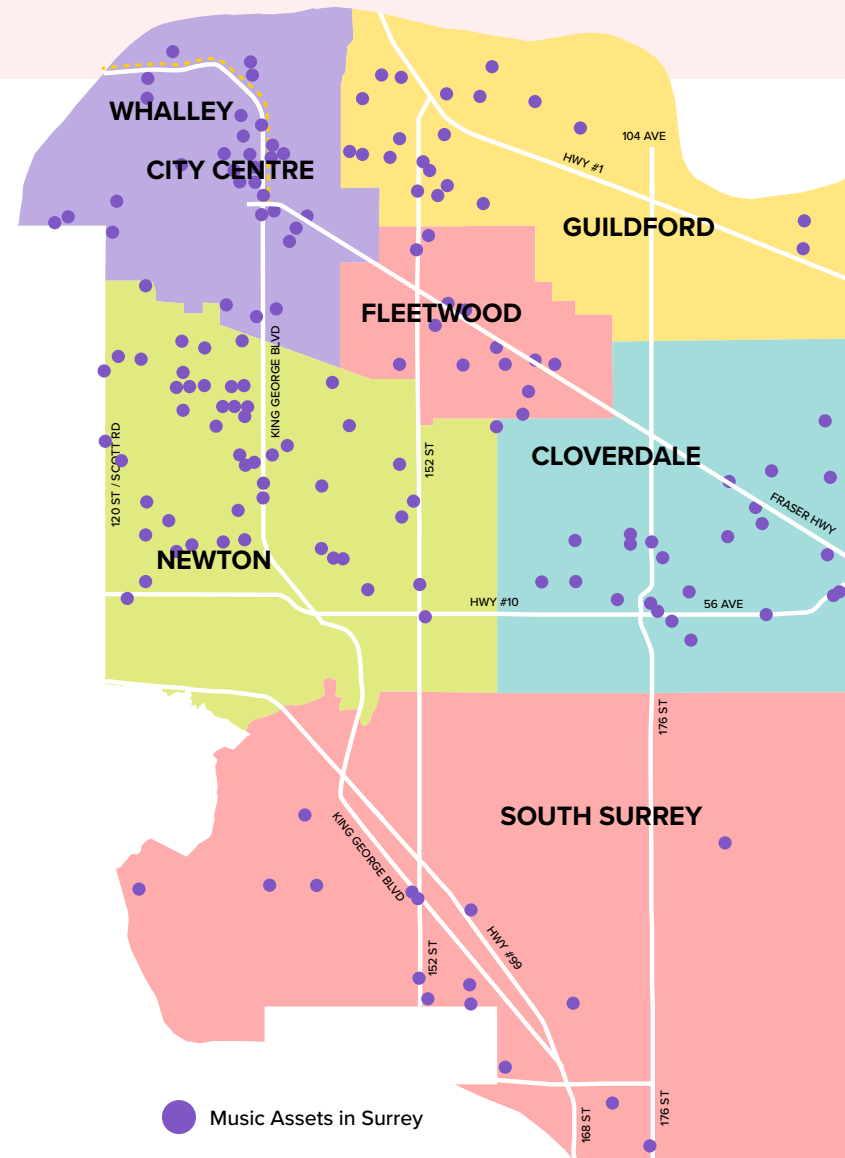 WHALLEY
104 AVE
HWY #1
CITY CENTRE
GUILDFORD
FLEETWOOD
KING GEORGE BLVD
152 ST
120 ST / SCOTT RD
CLOVERDALE
FRASER HWY
NEWTON
HWY #10
56 AVE
176 ST
SOUTH SURREY
KING GEORGE BLVD
152 ST
HWY #99
168 ST
176 ST
Music Assets in Surrey